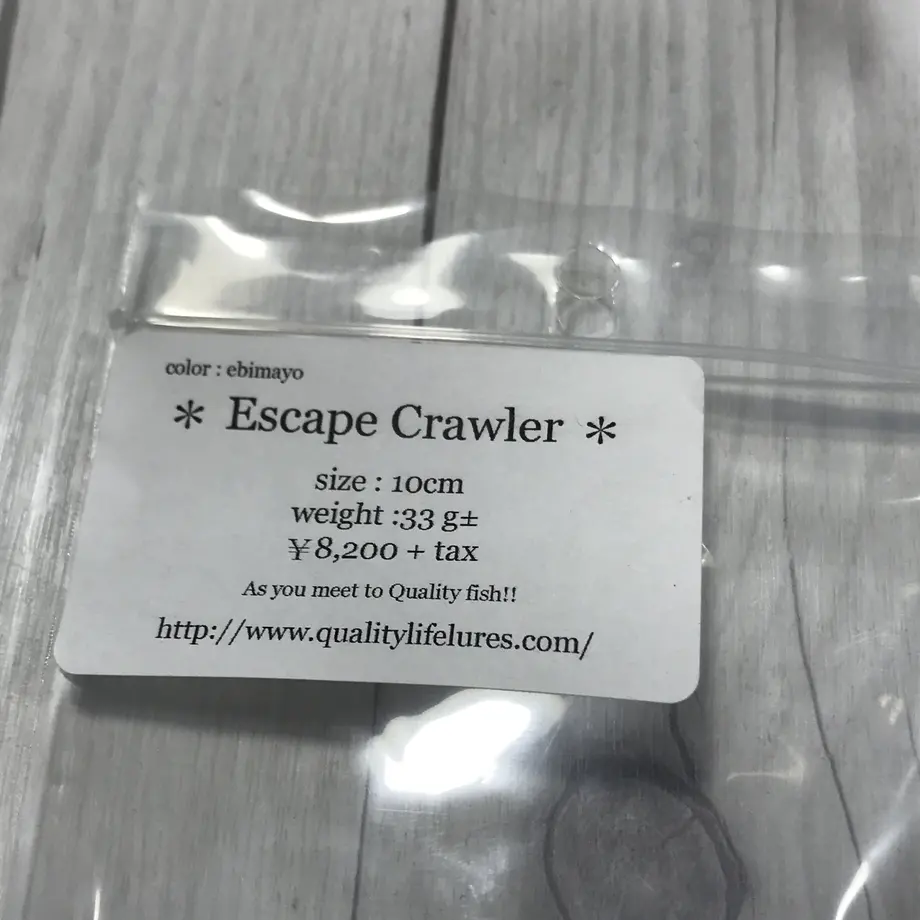 color : ebimayo
* Escape Crawler *
size : 10cm
weight :33 g±
¥8,200 + tax
As you meet to Quality fish!!
http://www.qualitylifelures.com/